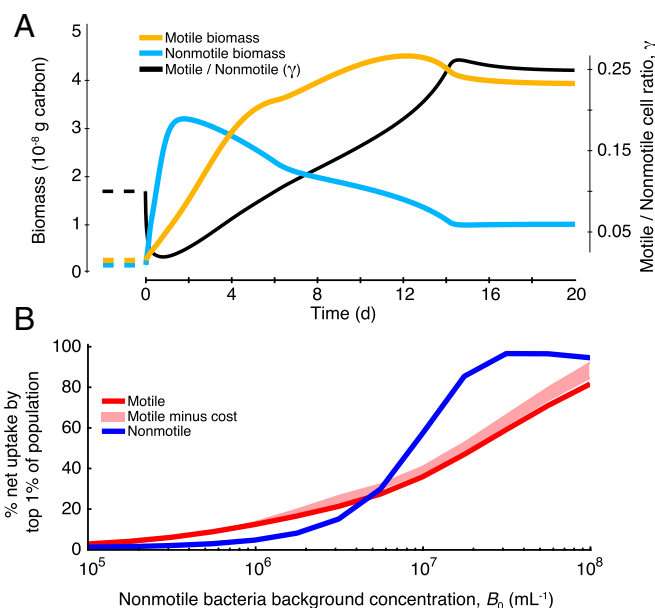 A
Motile biomass
Nonmotile biomass
Motile / Nonmotile (γ)
Biomass (10⁻⁸ g carbon)
5
4
3
2
1
0
0.25
0.15
0.05
Motile / Nonmotile cell ratio, γ
0 4 8 12 16 20
Time (d)
B
Motile
Motile minus cost
Nonmotile
% net uptake by
top 1% of population
100
80
60
40
20
0
10⁵ 10⁶ 10⁷ 10⁸
Nonmotile bacteria background concentration, B₀ (mL⁻¹)